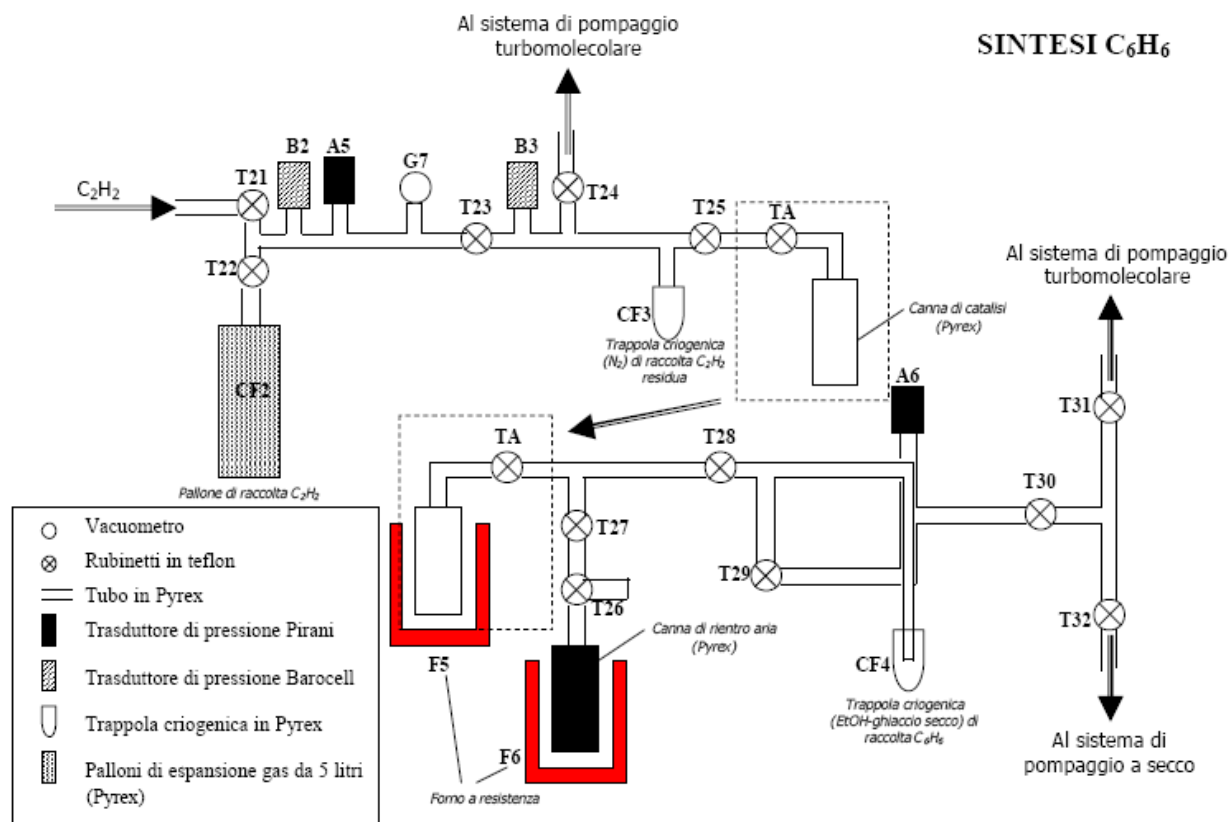 Al sistema di pompaggio
turbomolecolare
SINTESI C₆H₆
C₂H₂
T21
B2
A5
G7
T23
B3
T24
T25
TA
T22
CF2
Pallone di raccolta C₂H₂
CF3
Trappola criogenica
(N₂) di raccolta C₂H₂
residua
Canna di catalisi
(Pyrex)
Al sistema di pompaggio
turbomolecolare
A6
T31
TA
T28
T30
T27
T26
T29
T32
F5
Canna di rientro aria
(Pyrex)
F6
Forno a resistenza
CF4
Trappola criogenica
(EtOH-ghiaccio secco) di
raccolta C₆H₆
Al sistema di
pompaggio a secco
Vacuometro
Rubinetti in teflon
Tubo in Pyrex
Trasduttore di pressione Pirani
Trasduttore di pressione Barocell
Trappola criogenica in Pyrex
Palloni di espansione gas da 5 litri
(Pyrex)